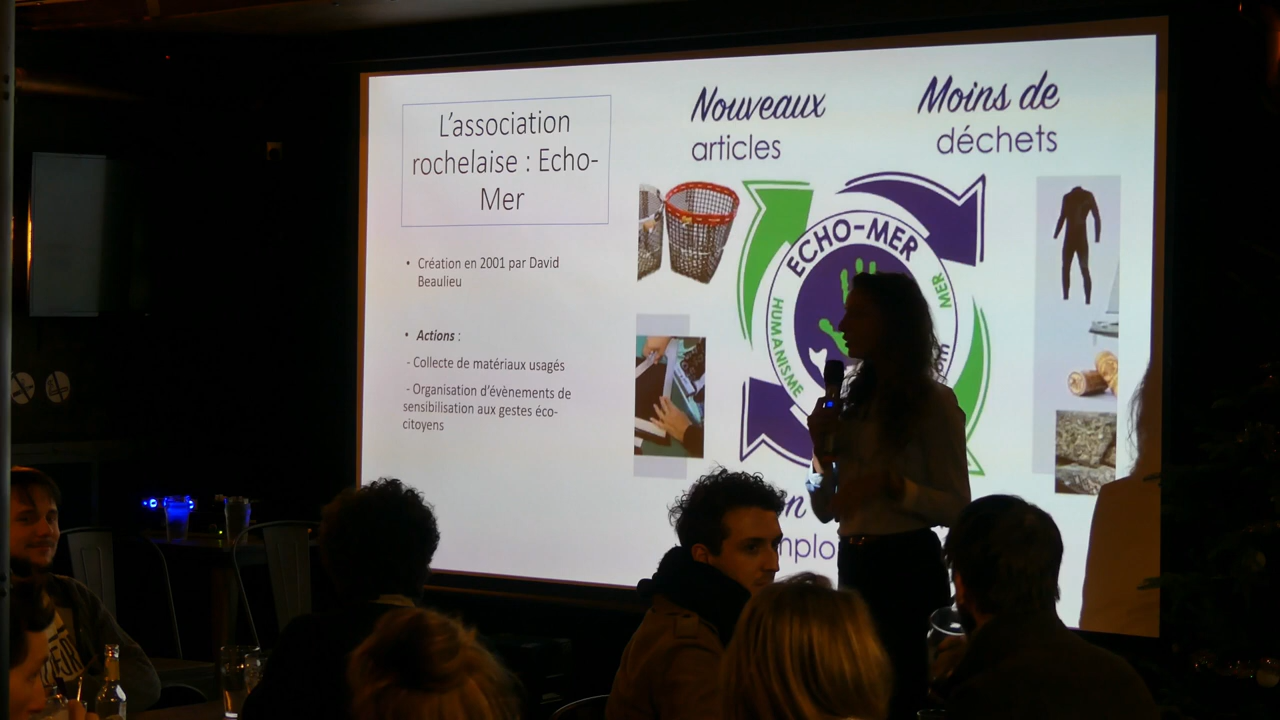 L'association
rochelaise : Echo-
Mer
• Création en 2001 par David
Beaulieu
• Actions :
- Collecte de matériaux usagés
- Organisation d'évènements de
sensibilisation aux gestes éco-
citoyens
Nouveaux
articles
Moins de
déchets
ECHO-MER
HUMANISME
MER